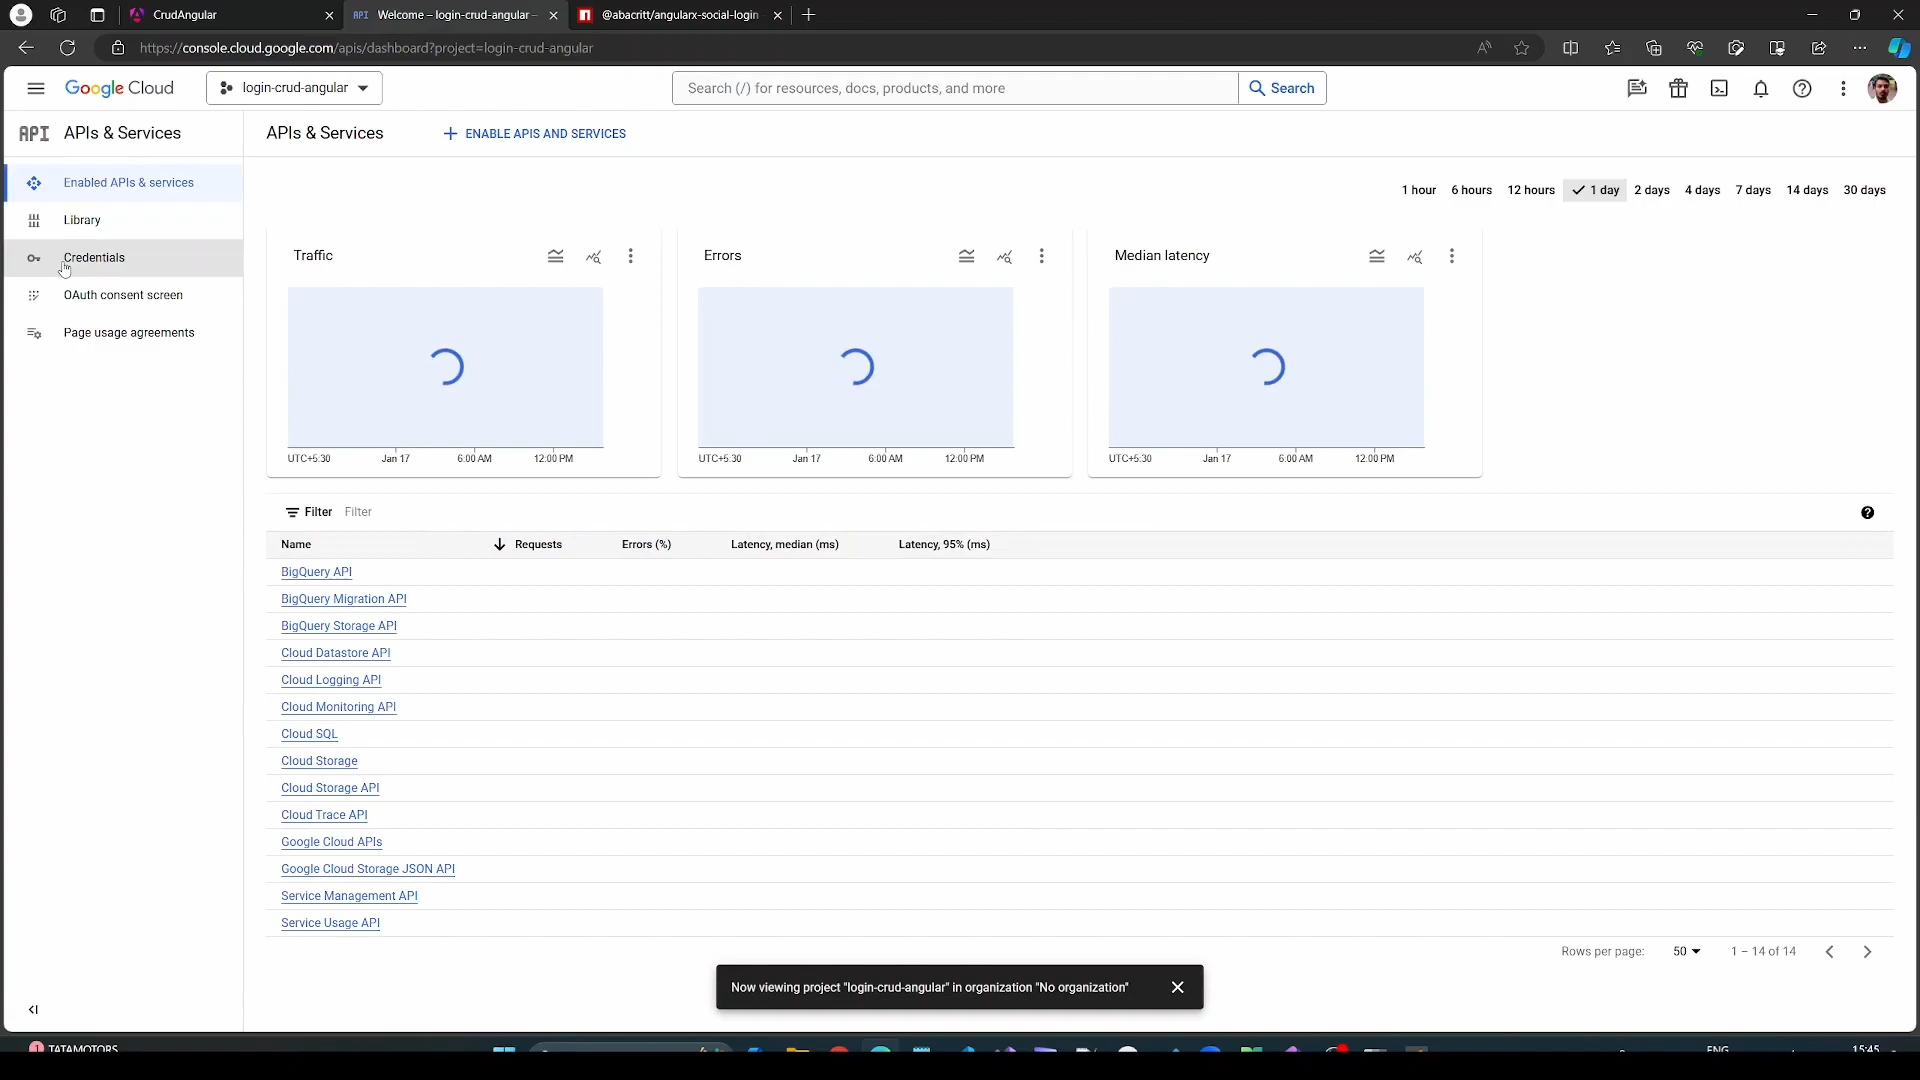 CrudAngular
API Welcome – login-crud-angular –
@abacritt/angularx-social-login
https://console.cloud.google.com/apis/dashboard?project=login-crud-angular
Google Cloud
login-crud-angular
Search (/) for resources, docs, products, and more
Search
API APIs & Services
APIs & Services
ENABLE APIS AND SERVICES
Enabled APIs & services
Library
Credentials
OAuth consent screen
Page usage agreements
1 hour 6 hours 12 hours 1 day 2 days 4 days 7 days 14 days 30 days
Traffic
UTC+5:30 Jan 17 6:00 AM 12:00 PM
Errors
UTC+5:30 Jan 17 6:00 AM 12:00 PM
Median latency
UTC+5:30 Jan 17 6:00 AM 12:00 PM
Filter Filter
Name Requests Errors (%) Latency, median (ms) Latency, 95% (ms)
BigQuery API
BigQuery Migration API
BigQuery Storage API
Cloud Datastore API
Cloud Logging API
Cloud Monitoring API
Cloud SQL
Cloud Storage
Cloud Storage API
Cloud Trace API
Google Cloud APIs
Google Cloud Storage JSON API
Service Management API
Service Usage API
Rows per page: 50 1 – 14 of 14
Now viewing project "login-crud-angular" in organization "No organization"
1 TATAMOTORS
ENG
15:45